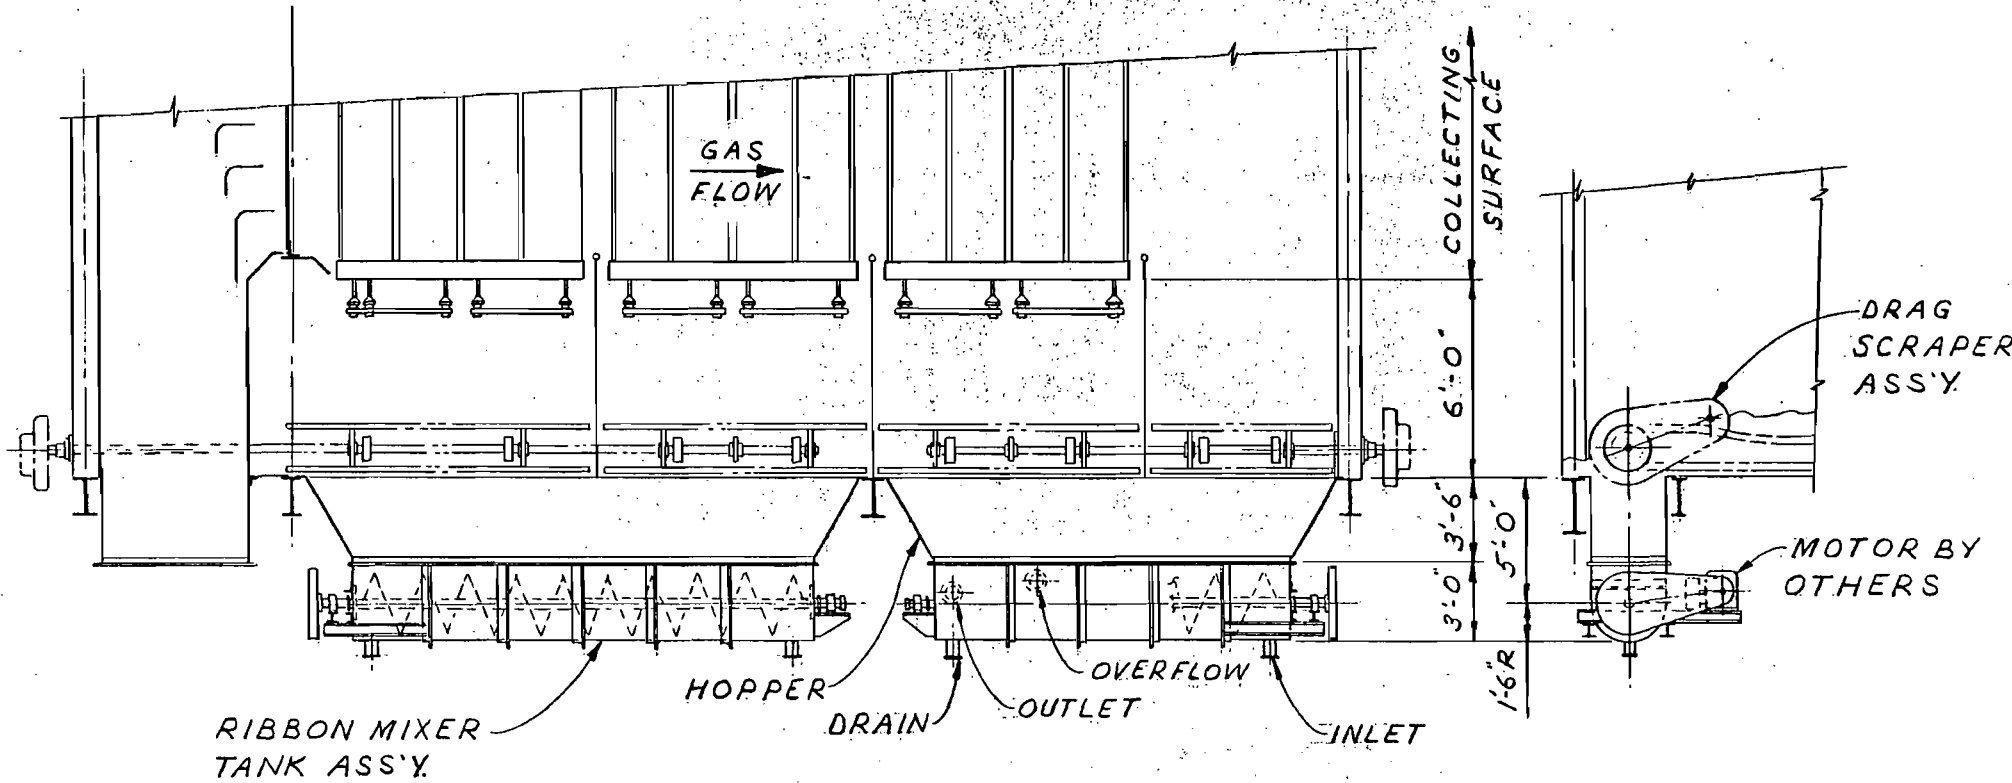 GAS
FLOW
COLLECTING
SURFACE
6'-0"
3'-6"
5'-0"
3'-0"
1'-6"R
DRAG
SCRAPER
ASS'Y.
MOTOR BY
OTHERS
HOPPER
OVERFLOW
OUTLET
DRAIN
INLET
RIBBON MIXER
TANK ASS'Y.